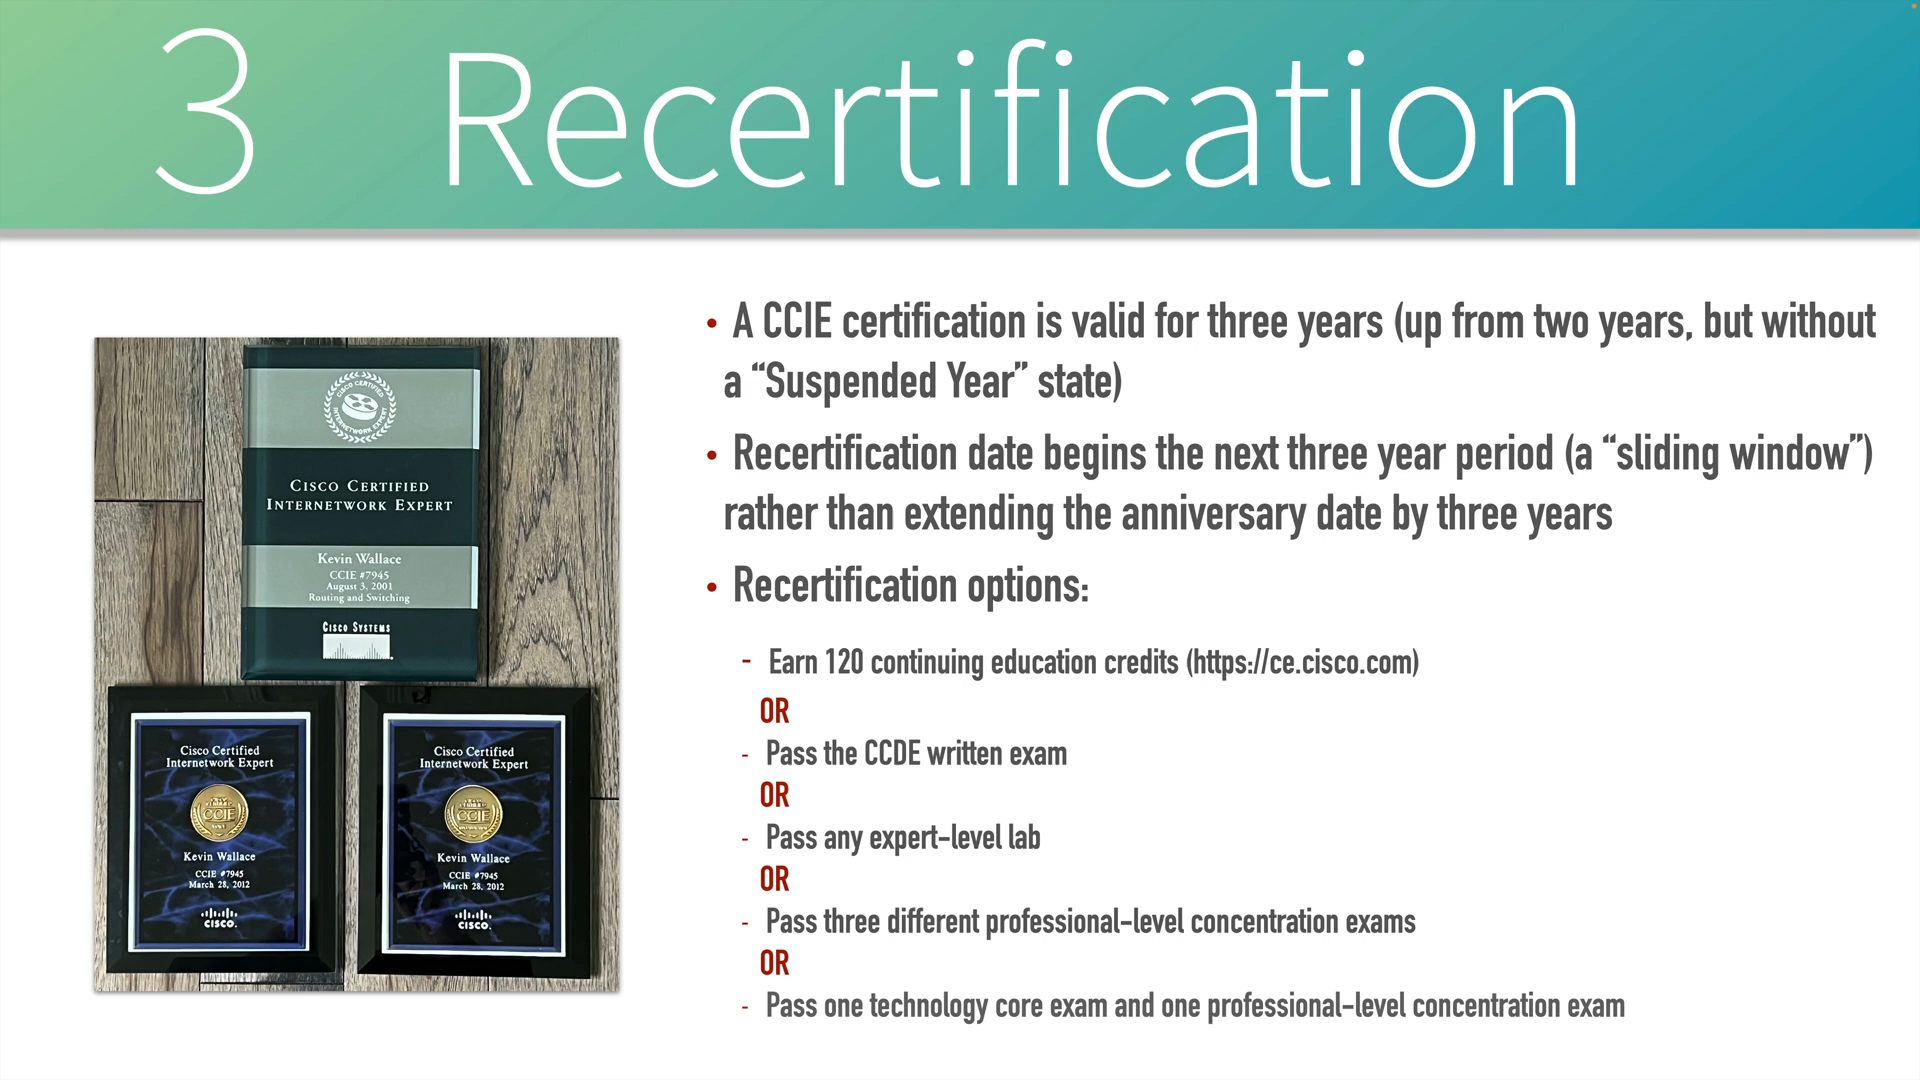 3 Recertification
• A CCIE certification is valid for three years (up from two years, but without
a “Suspended Year” state)
• Recertification date begins the next three year period (a “sliding window”)
rather than extending the anniversary date by three years
• Recertification options:
- Earn 120 continuing education credits (https://ce.cisco.com)
OR
- Pass the CCDE written exam
OR
- Pass any expert-level lab
OR
- Pass three different professional-level concentration exams
OR
- Pass one technology core exam and one professional-level concentration exam
CISCO CERTIFIED
INTERNETWORK EXPERT
CISCO CERTIFIED
INTERNETWORK EXPERT
Kevin Wallace
CCIE #7945
August 3, 2001
Routing and Switching
CISCO SYSTEMS
Cisco Certified
Internetwork Expert
CCIE
Kevin Wallace
CCIE #7945
March 28, 2012
CISCO.
Cisco Certified
Internetwork Expert
CCIE
Kevin Wallace
CCIE #7945
March 28, 2012
CISCO.